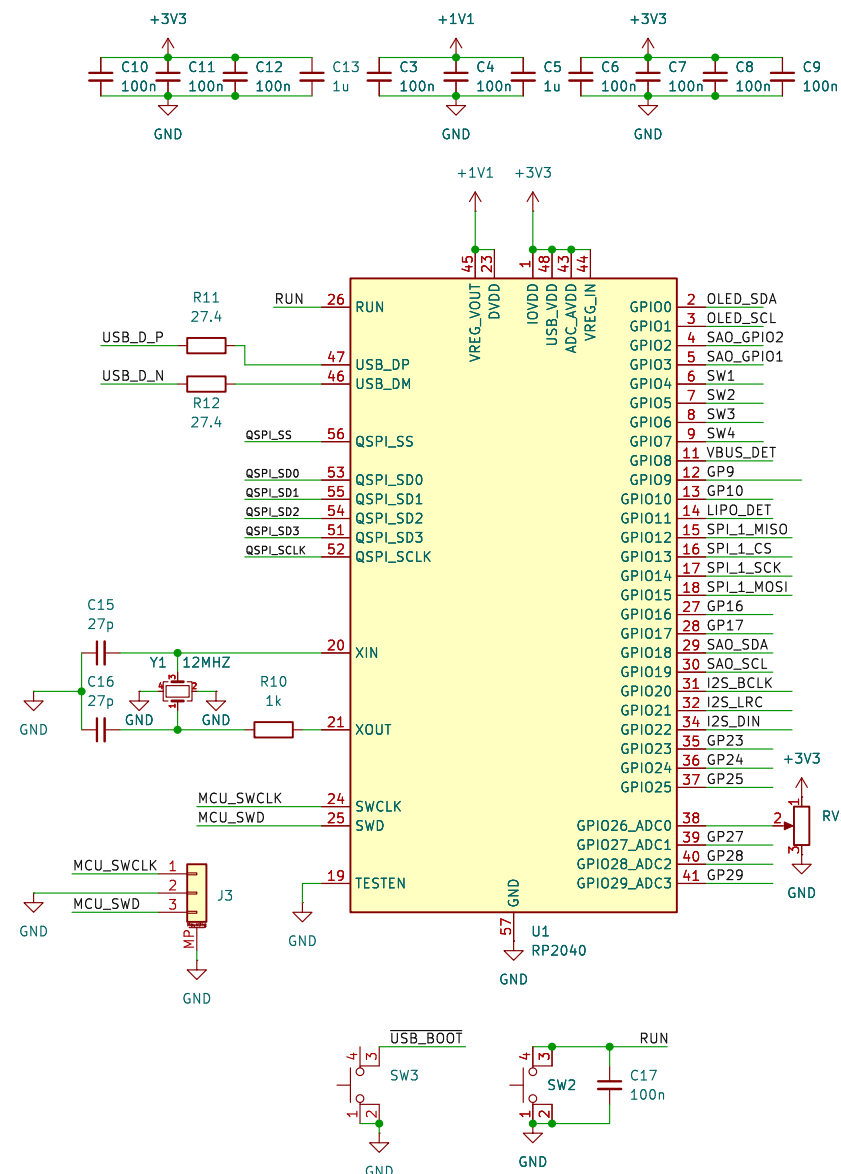 +3V3
+1V1
+3V3
C10
100n
C11
100n
C12
100n
C13
1u
C3
100n
C4
100n
C5
1u
C6
100n
C7
100n
C8
100n
C9
100n
GND
GND
GND
+1V1
+3V3
45
23
1
48
43
44
VREG_VOUT
DVDD
IOVDD
USB_VDD
ADC_AVDD
VREG_IN
RUN
26
RUN
R11
27.4
USB_D_P
47
USB_DP
USB_D_N
46
USB_DM
R12
27.4
QSPI_SS
56
QSPI_SS
QSPI_SD0
53
QSPI_SD0
QSPI_SD1
55
QSPI_SD1
QSPI_SD2
54
QSPI_SD2
QSPI_SD3
51
QSPI_SD3
QSPI_SCLK
52
QSPI_SCLK
GPIO0
2
OLED_SDA
GPIO1
3
OLED_SCL
GPIO2
4
SAO_GPIO2
GPIO3
5
SAO_GPIO1
GPIO4
6
SW1
GPIO5
7
SW2
GPIO6
8
SW3
GPIO7
9
SW4
GPIO8
11
VBUS_DET
GPIO9
12
GP9
GPIO10
13
GP10
GPIO11
14
LIPO_DET
GPIO12
15
SPI_1_MISO
GPIO13
16
SPI_1_CS
GPIO14
17
SPI_1_SCK
GPIO15
18
SPI_1_MOSI
GPIO16
27
GP16
GPIO17
28
GP17
GPIO18
29
SAO_SDA
GPIO19
30
SAO_SCL
GPIO20
31
I2S_BCLK
GPIO21
32
I2S_LRC
GPIO22
34
I2S_DIN
GPIO23
35
GP23
GPIO24
36
GP24
GPIO25
37
GP25
GPIO26_ADC0
38
GPIO27_ADC1
39
GP27
GPIO28_ADC2
40
GP28
GPIO29_ADC3
41
GP29
+3V3
1
2
3
RV
GND
C15
27p
20
XIN
Y1
12MHZ
3
4
2
1
C16
27p
GND
GND
GND
R10
1k
21
XOUT
MCU_SWCLK
24
SWCLK
MCU_SWD
25
SWD
MCU_SWCLK
1
2
MCU_SWD
3
J3
GND
MP
GND
19
TESTEN
GND
GND
57
U1
RP2040
GND
USB_BOOT
4
3
SW3
1
2
GND
RUN
4
3
SW2
1
2
C17
100n
GND